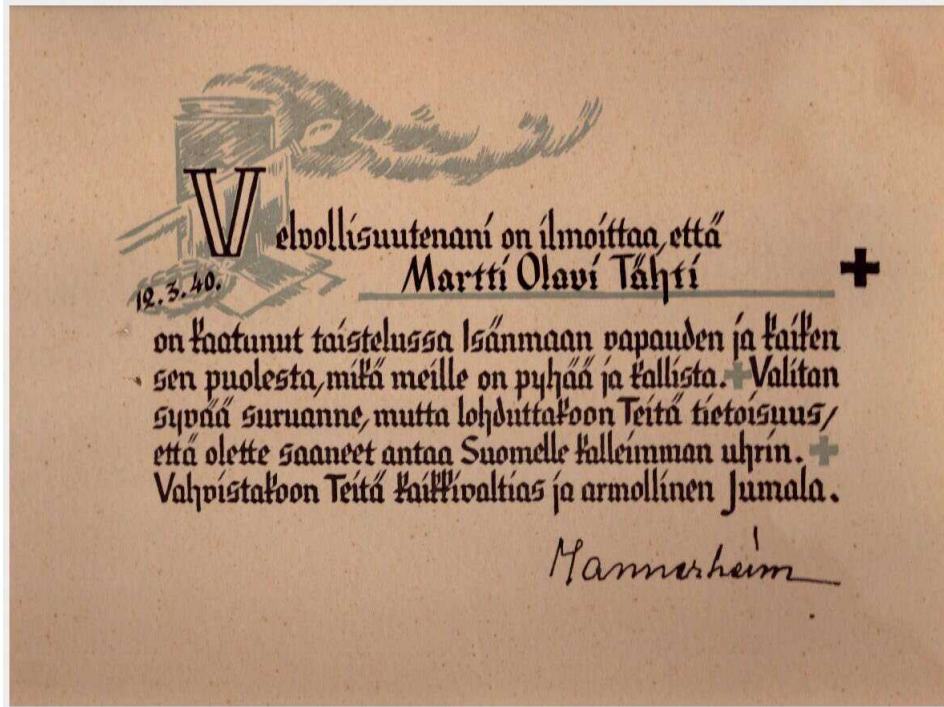 Velvollisuutenani on ilmoittaa, että
Martti Olavi Tähti
12.3.40.
on kaatunut taistelussa Isänmaan vapauden ja kaiken
sen puolesta, mikä meille on pyhää ja kallista. Valitan
syvää suruanne, mutta lohduttakoon Teitä tietoisuus,
että olette saaneet antaa Suomelle kalleimman uhrin.
Vahvistakoon Teitä kaikkivaltias ja armollinen Jumala.
Mannerheim